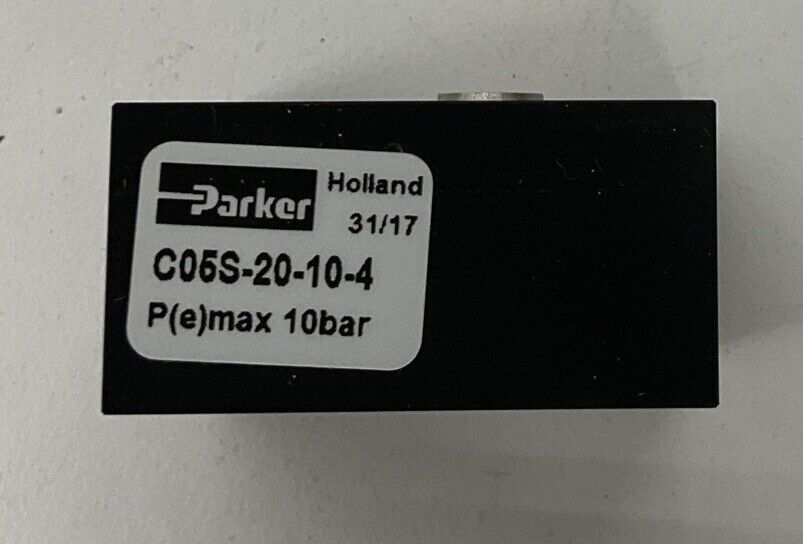 Parker Holland
31/17
C05S-20-10-4
P(e)max 10bar